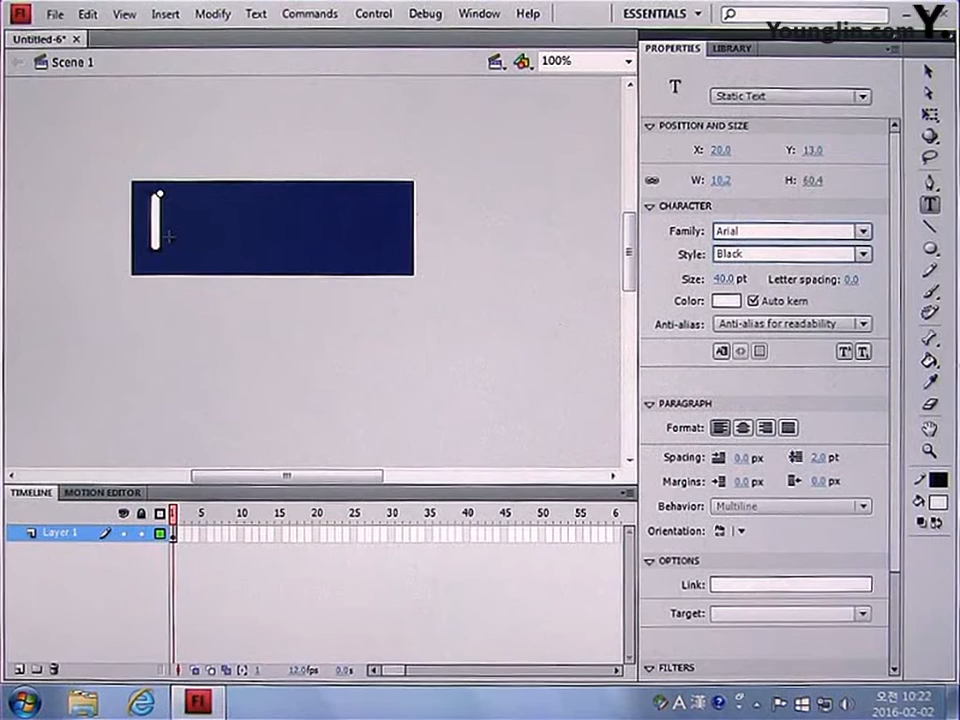 Fl File Edit View Insert Modify Text Commands Control Debug Window Help ESSENTIALS
Younglin.com Y.
Untitled-6* ×
Scene 1 100%
PROPERTIES LIBRARY
T Static Text
POSITION AND SIZE
X: 20.0 Y: 13.0
W: 10.2 H: 60.4
CHARACTER
Family: Arial
Style: Black
Size: 40.0 pt Letter spacing: 0.0
Color: Auto kern
Anti-alias: Anti-alias for readability
PARAGRAPH
Format:
Spacing: 0.0 px 2.0 pt
Margins: 0.0 px 0.0 px
Behavior: Multiline
Orientation:
OPTIONS
Link:
Target:
FILTERS
TIMELINE MOTION EDITOR
1 5 10 15 20 25 30 35 40 45 50 55 6
Layer 1
1 12.0fps 0.0s
Fl
A 漢 ?
오전 10:22
2016-02-02